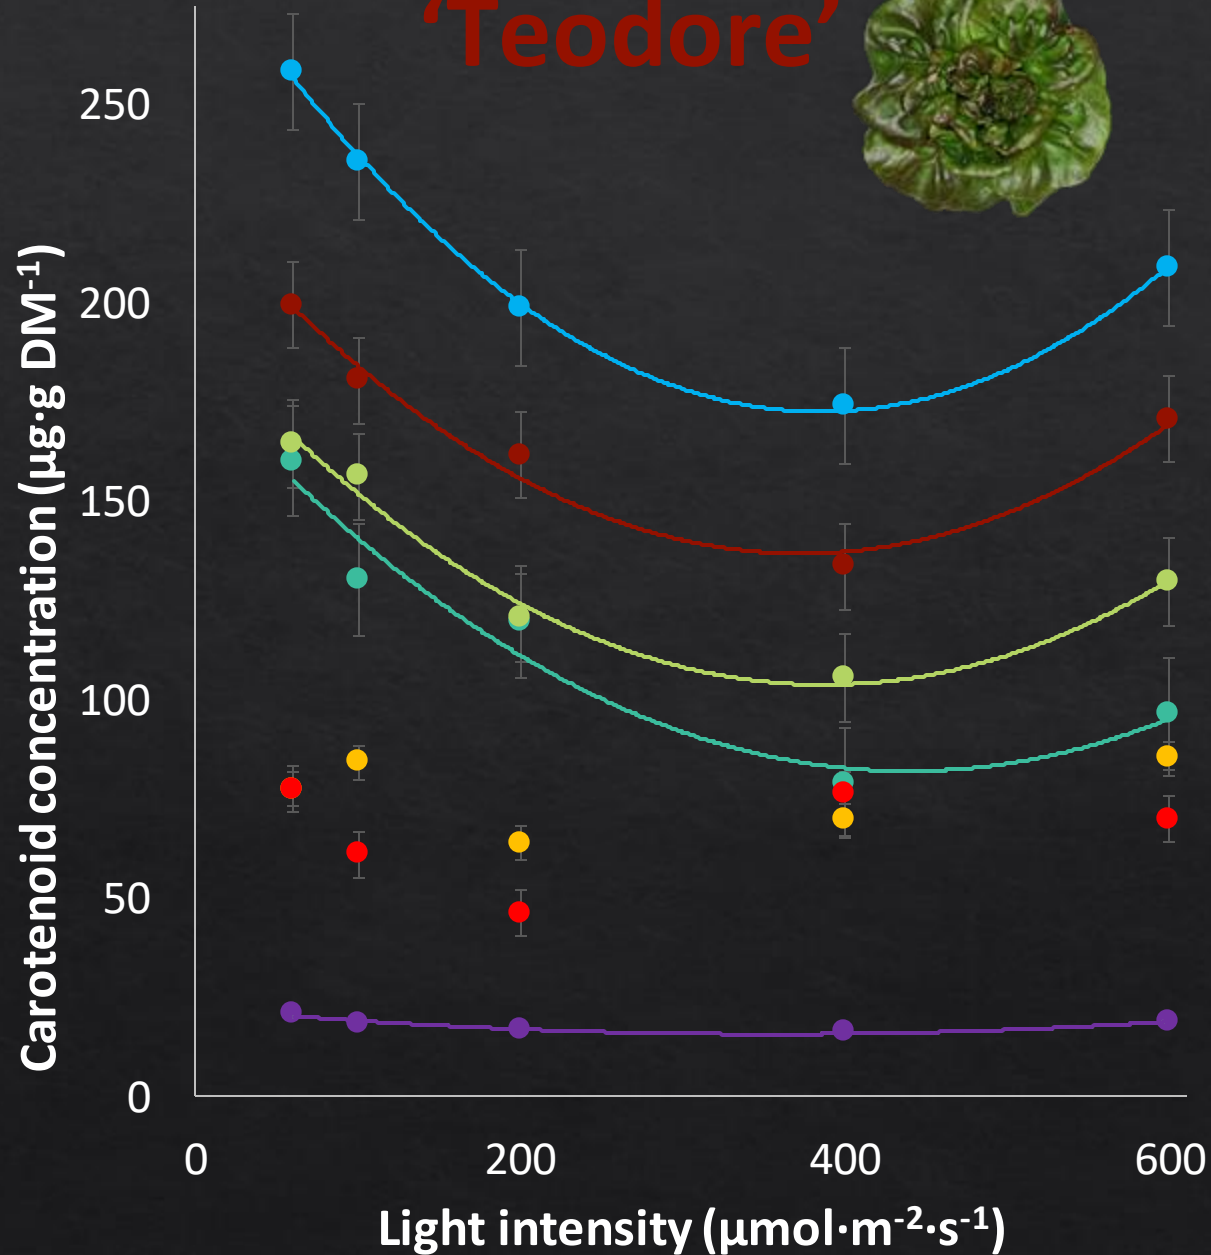 ‘Teodore’
Carotenoid concentration (µg·g DM⁻¹)
250
200
150
100
50
0
0 200 400 600
Light intensity (µmol·m⁻²·s⁻¹)